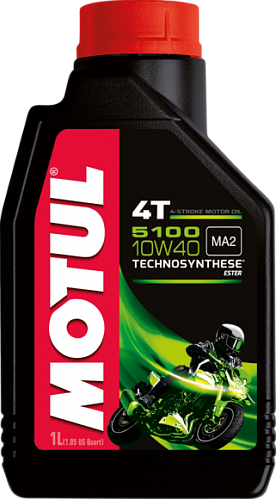 MOTUL®
4T 4-STROKE MOTOR OIL
5100
10W40 MA2
TECHNOSYNTHESE®
ESTER
1L (1.05 US Quart)